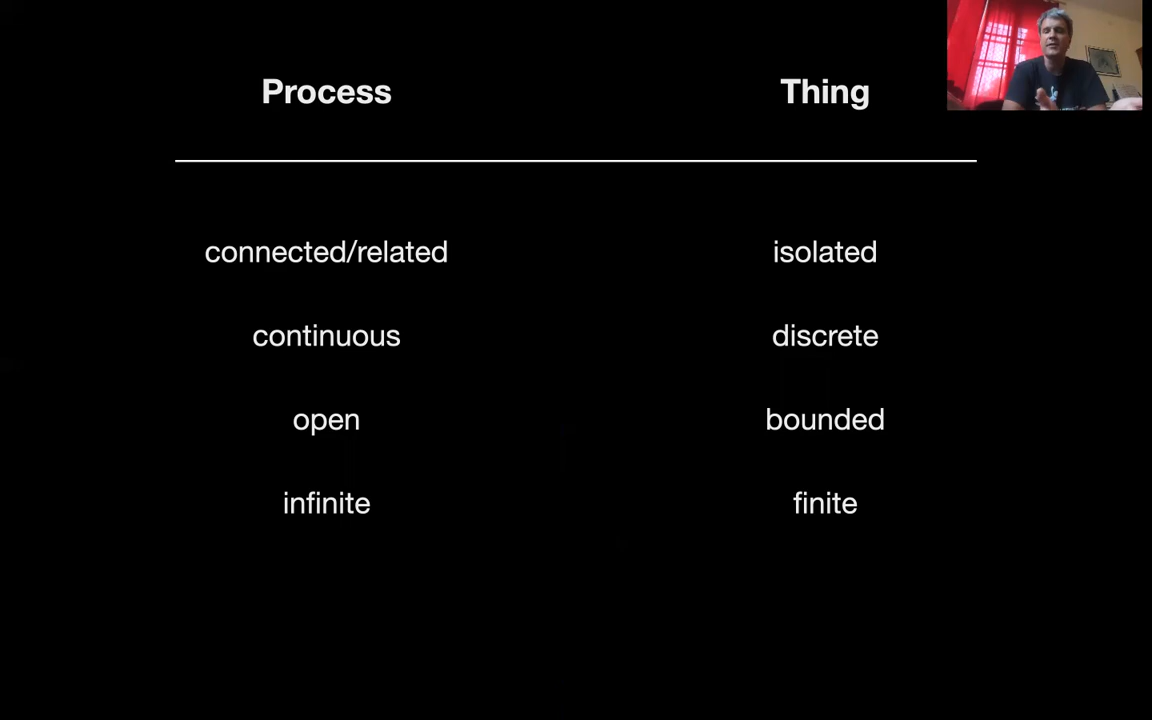 Process Thing
connected/related isolated
continuous discrete
open bounded
infinite finite